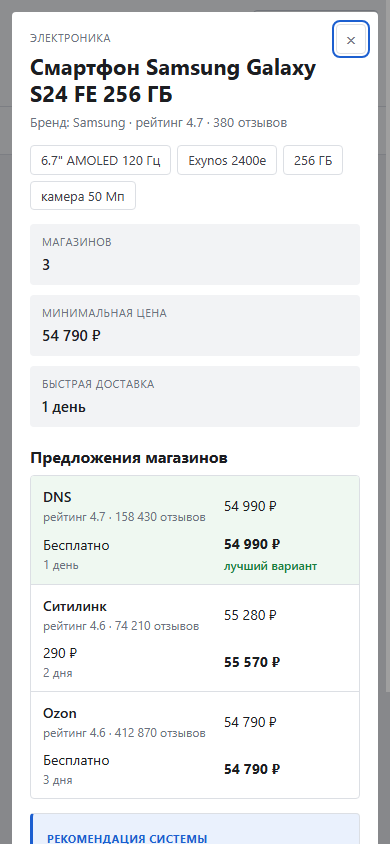 ЭЛЕКТРОНИКА
×
Смартфон Samsung Galaxy
S24 FE 256 ГБ
Бренд: Samsung · рейтинг 4.7 · 380 отзывов
6.7" AMOLED 120 Гц
Exynos 2400e
256 ГБ
камера 50 Мп
МАГАЗИНОВ
3
МИНИМАЛЬНАЯ ЦЕНА
54 790 ₽
БЫСТРАЯ ДОСТАВКА
1 день
Предложения магазинов
DNS
рейтинг 4.7 · 158 430 отзывов
54 990 ₽
Бесплатно
1 день
54 990 ₽
лучший вариант
Ситилинк
рейтинг 4.6 · 74 210 отзывов
55 280 ₽
290 ₽
2 дня
55 570 ₽
Ozon
рейтинг 4.6 · 412 870 отзывов
54 790 ₽
Бесплатно
3 дня
54 790 ₽
РЕКОМЕНДАЦИЯ СИСТЕМЫ